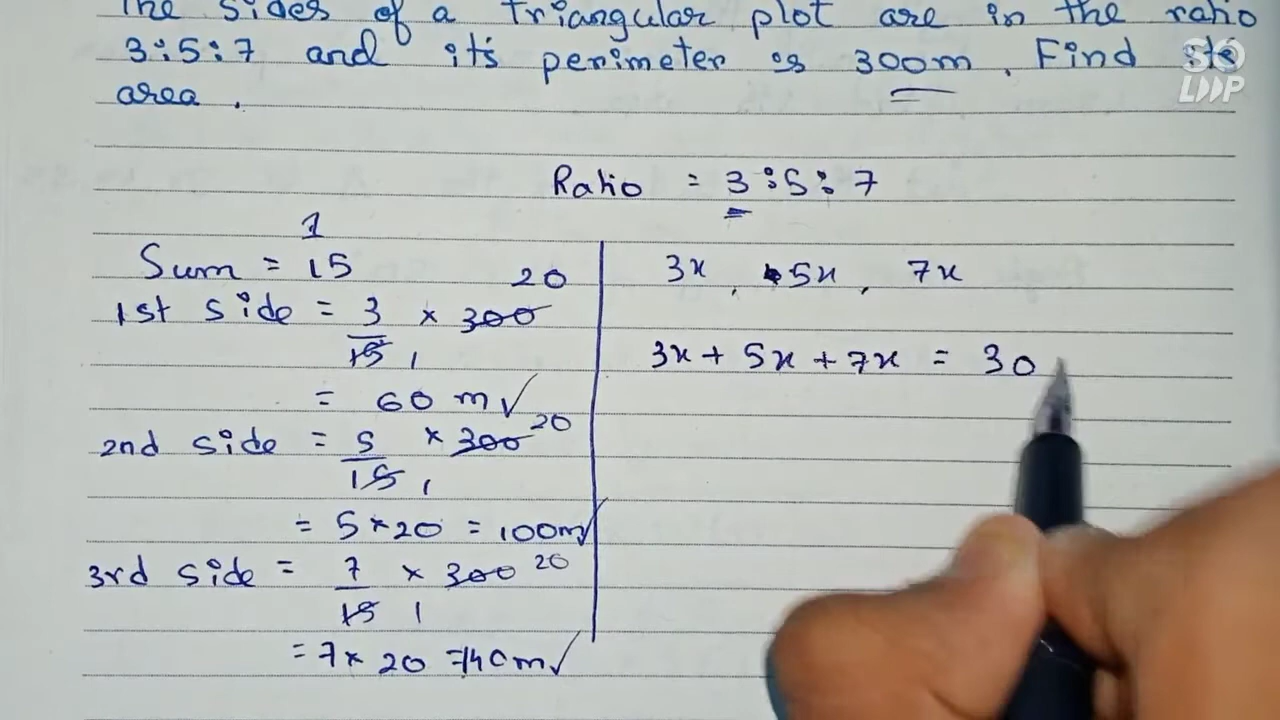 The sides of a triangular plot are in the ratio
3:5:7 and it's perimeter is 300m. Find its
area.
SO
LDP
Ratio = 3:5:7
1
Sum = 15
20
1st side = 3/15 × 300
1
= 60 m✓
20
2nd side = 5/15 × 300
1
= 5×20 = 100m✓
3rd side = 7/15 × 300 20
1
= 7×20 = 140m✓
3x, 5x, 7x
3x + 5x + 7x = 30